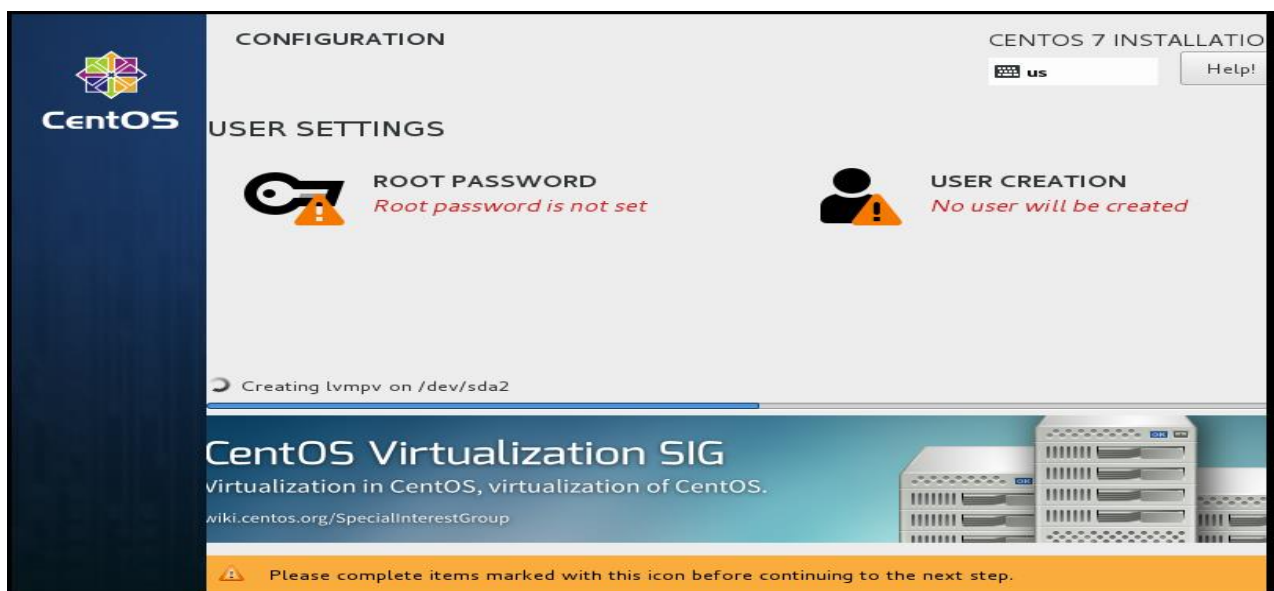 CONFIGURATION
CENTOS 7 INSTALLATIO
us
Help!
CentOS
USER SETTINGS
ROOT PASSWORD
Root password is not set
USER CREATION
No user will be created
Creating lvmpv on /dev/sda2
CentOS Virtualization SIG
Virtualization in CentOS, virtualization of CentOS.
wiki.centos.org/SpecialInterestGroup
OK
OK
Please complete items marked with this icon before continuing to the next step.